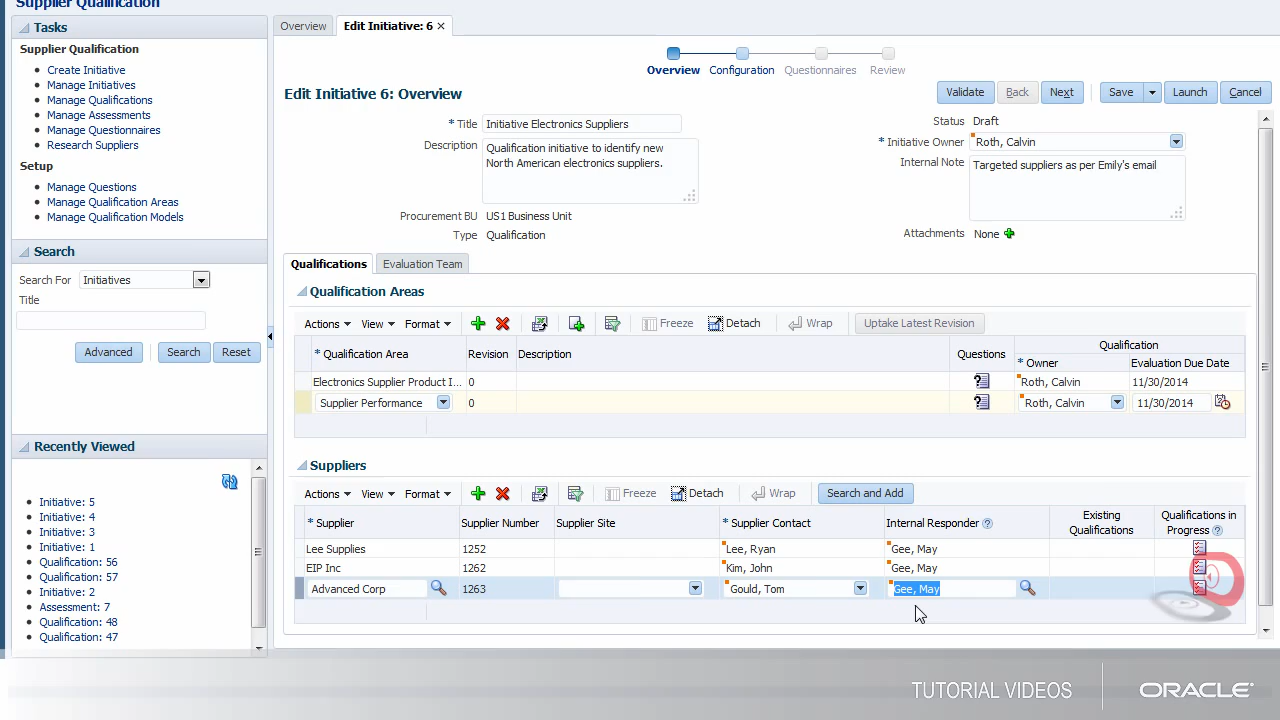 Supplier Qualification
Tasks
Supplier Qualification
Create Initiative
Manage Initiatives
Manage Qualifications
Manage Assessments
Manage Questionnaires
Research Suppliers
Setup
Manage Questions
Manage Qualification Areas
Manage Qualification Models
Search
Search For Initiatives
Title
Advanced Search Reset
Recently Viewed
Initiative: 5
Initiative: 4
Initiative: 3
Initiative: 1
Qualification: 56
Qualification: 57
Initiative: 2
Assessment: 7
Qualification: 48
Qualification: 47
Overview Edit Initiative: 6
Overview Configuration Questionnaires Review
Edit Initiative 6: Overview
Validate Back Next Save Launch Cancel
* Title Initiative Electronics Suppliers
Description Qualification initiative to identify new
North American electronics suppliers.
Procurement BU US1 Business Unit
Type Qualification
Status Draft
* Initiative Owner Roth, Calvin
Internal Note Targeted suppliers as per Emily's email
Attachments None
Qualifications Evaluation Team
Qualification Areas
Actions View Format Freeze Detach Wrap Uptake Latest Revision
* Qualification Area Revision Description Questions Qualification
* Owner Evaluation Due Date
Electronics Supplier Product I... 0 Roth, Calvin 11/30/2014
Supplier Performance 0 Roth, Calvin 11/30/2014
Suppliers
Actions View Format Freeze Detach Wrap Search and Add
* Supplier Supplier Number Supplier Site * Supplier Contact Internal Responder Existing Qualifications Qualifications in Progress
Lee Supplies 1252 Lee, Ryan Gee, May
EIP Inc 1262 Kim, John Gee, May
Advanced Corp 1263 Gould, Tom Gee, May
TUTORIAL VIDEOS ORACLE